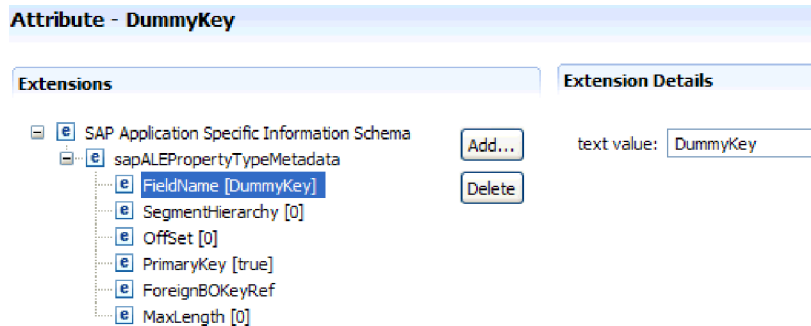 Attribute - DummyKey
Extensions
Extension Details
e SAP Application Specific Information Schema
e sapALEPropertyTypeMetadata
e FieldName [DummyKey]
e SegmentHierarchy [0]
e OffSet [0]
e PrimaryKey [true]
e ForeignBOKeyRef
e MaxLength [0]
Add...
Delete
text value: DummyKey